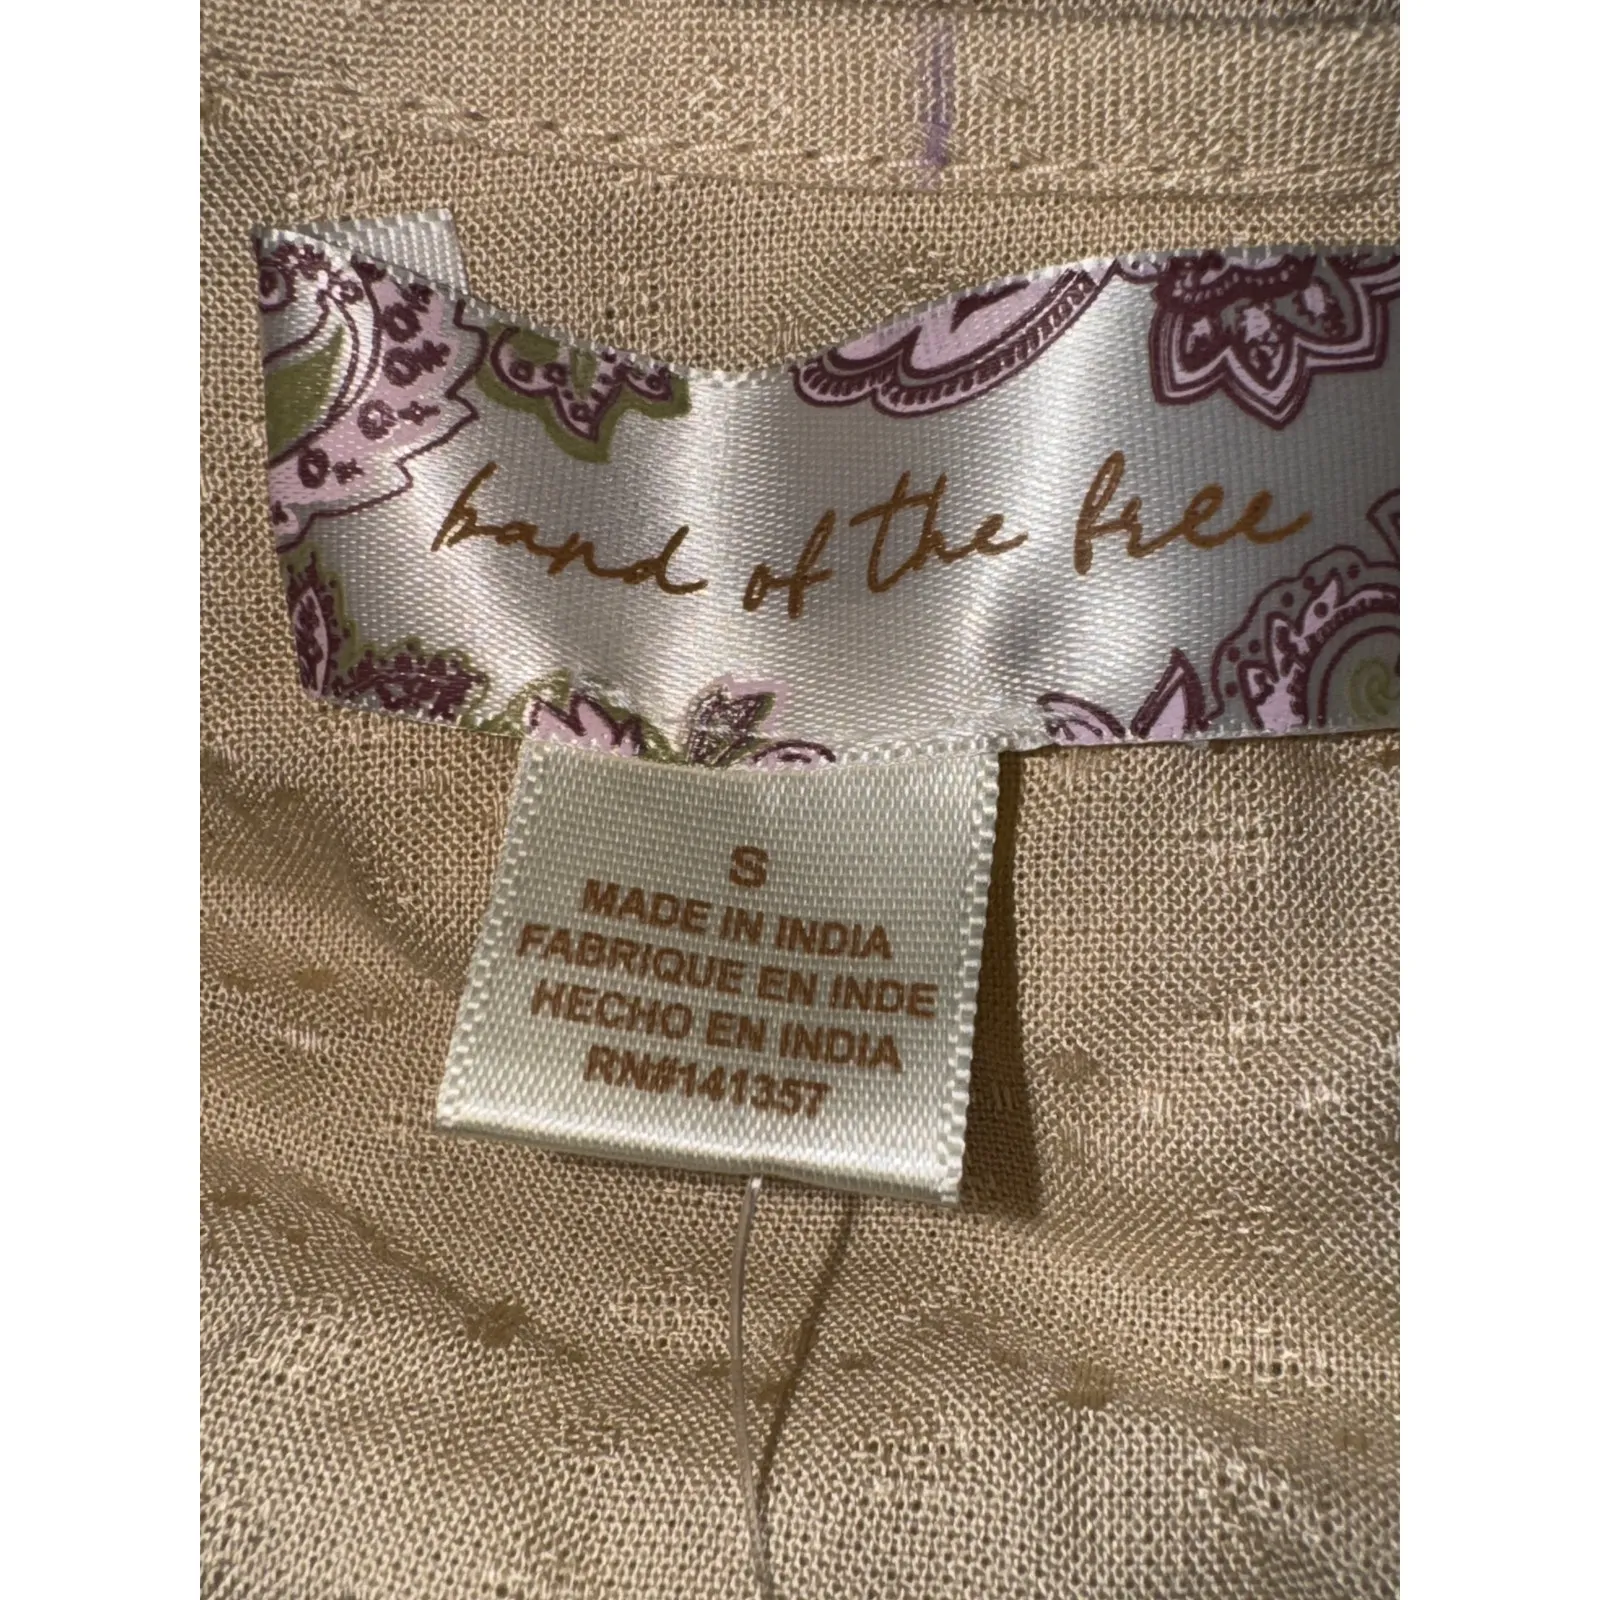 band of the free
S
MADE IN INDIA
FABRIQUE EN INDE
HECHO EN INDIA
RN#141357